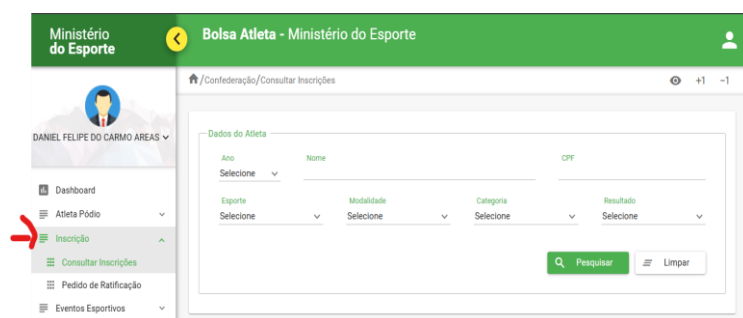 Ministério
do Esporte
Bolsa Atleta - Ministério do Esporte
/Confederação/Consultar Inscrições
+1 -1
DANIEL FELIPE DO CARMO AREAS
Dashboard
Atleta Pódio
Inscrição
Consultar Inscrições
Pedido de Ratificação
Eventos Esportivos
Dados do Atleta
Ano Nome CPF
Selecione
Esporte Modalidade Categoria Resultado
Selecione Selecione Selecione Selecione
Pesquisar Limpar